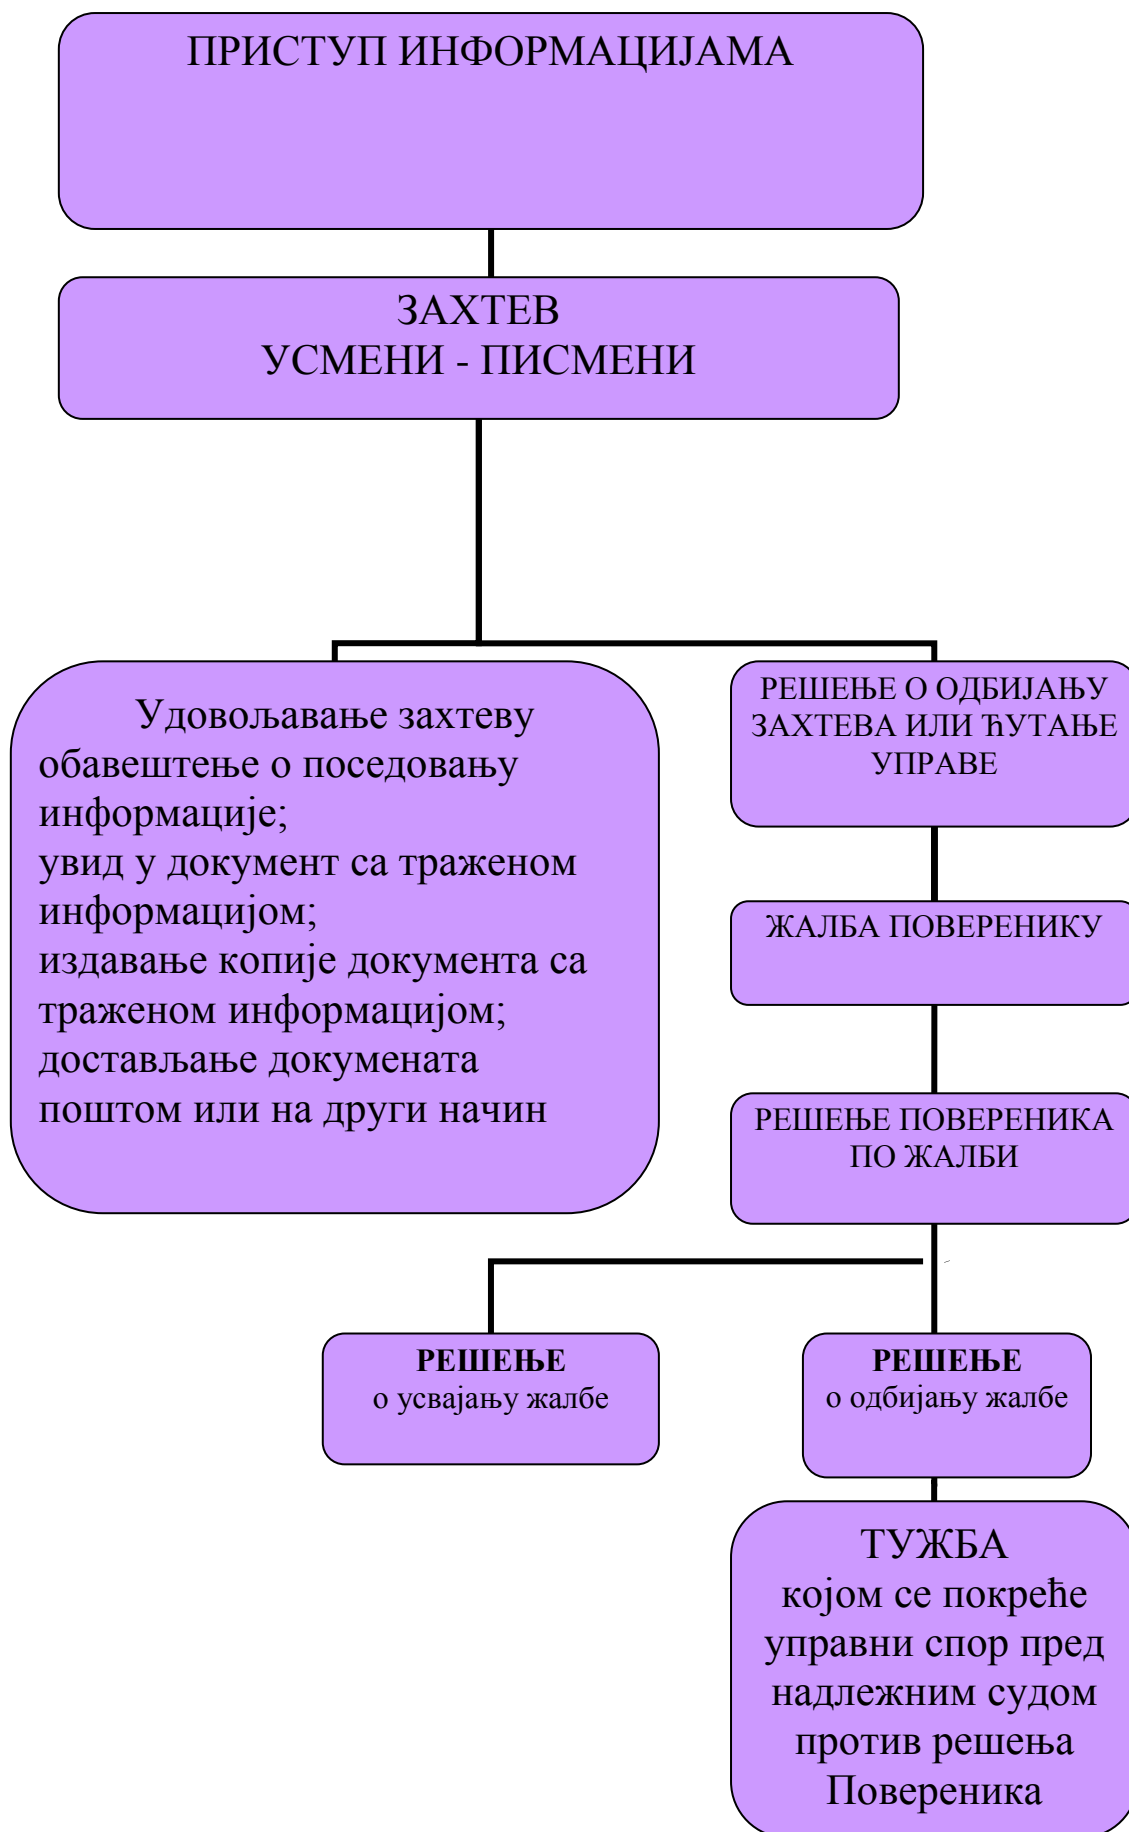 ПРИСТУП ИНФОРМАЦИЈАМА
ЗАХТЕВ
УСМЕНИ - ПИСМЕНИ
Удовољавање захтеву
обавештење о поседовању
информације;
увид у документ са траженом
информацијом;
издавање копије документа са
траженом информацијом;
достављање докумената
поштом или на други начин
РЕШЕЊЕ О ОДБИЈАЊУ
ЗАХТЕВА ИЛИ ЋУТАЊЕ
УПРАВЕ
ЖАЛБА ПОВЕРЕНИКУ
РЕШЕЊЕ ПОВЕРЕНИКА
ПО ЖАЛБИ
РЕШЕЊЕ
о усвајању жалбе
РЕШЕЊЕ
о одбијању жалбе
ТУЖБА
којом се покреће
управни спор пред
надлежним судом
против решења
Повереника